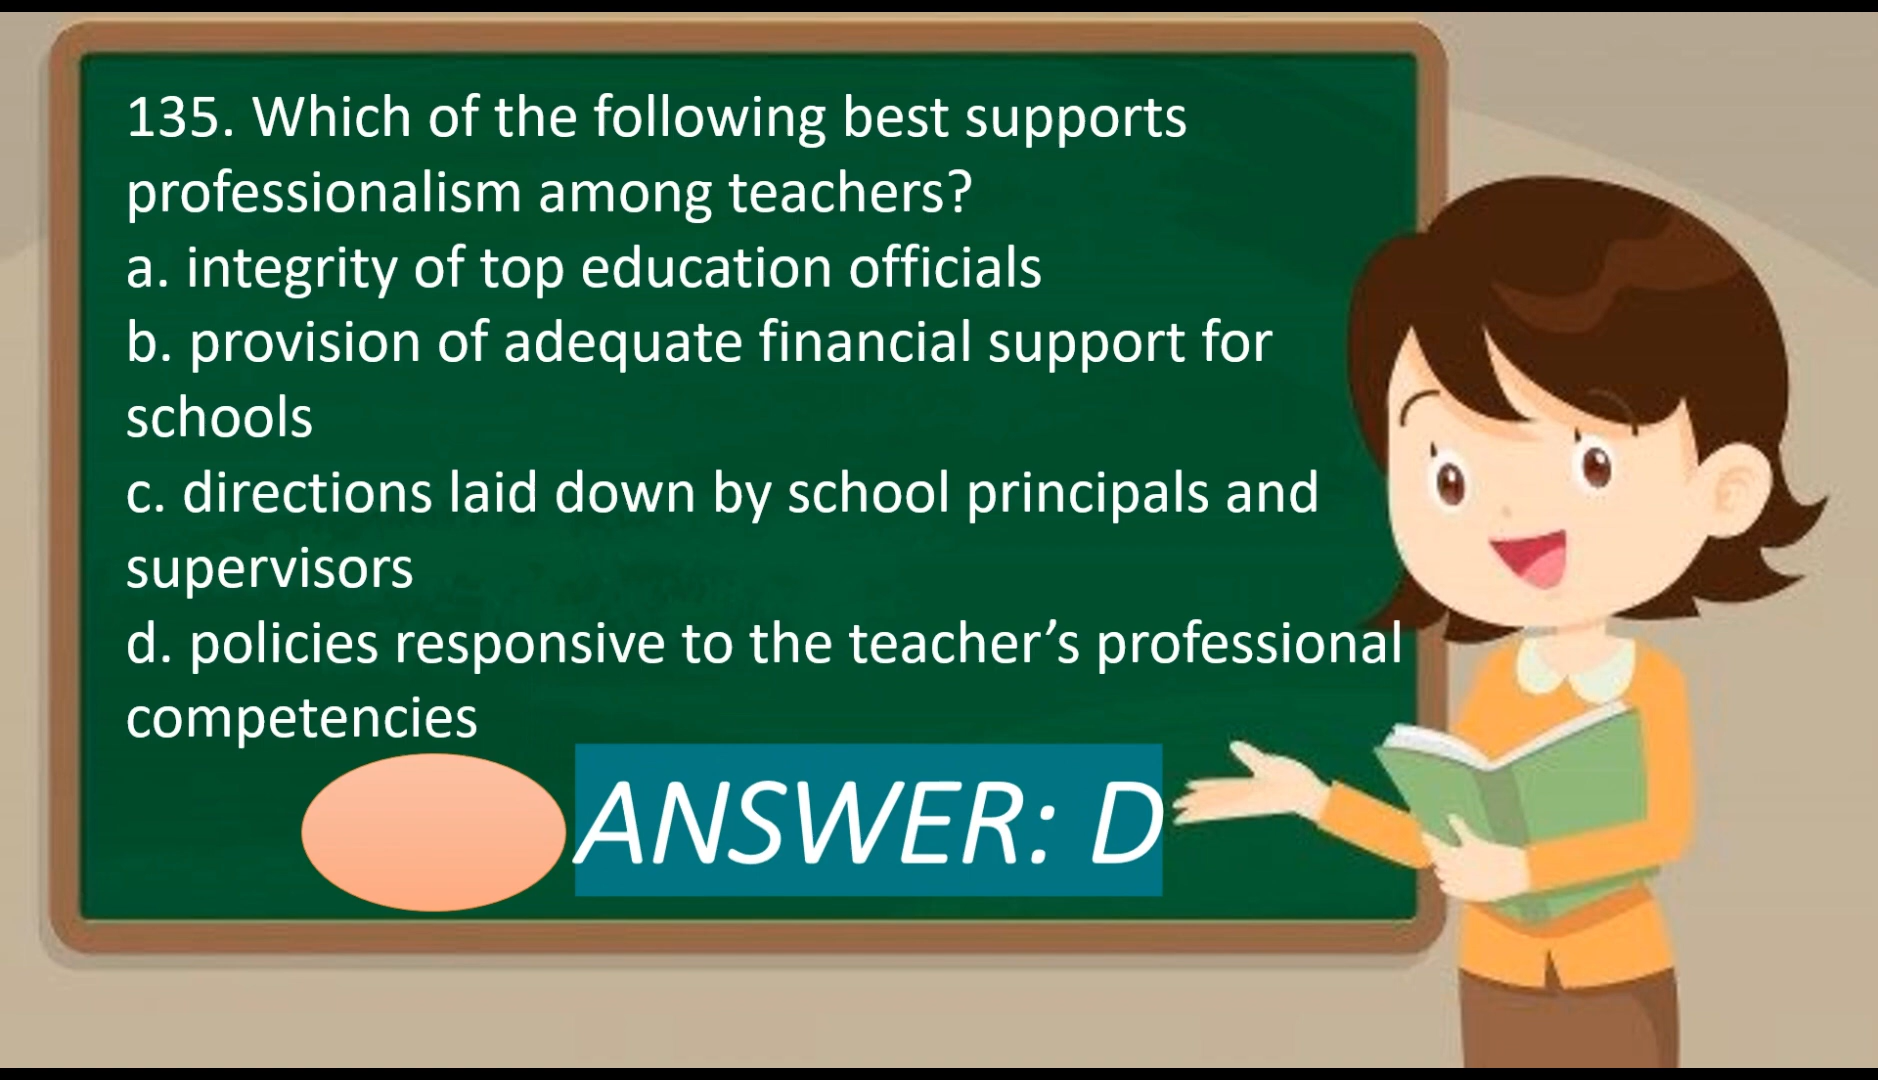 135. Which of the following best supports
professionalism among teachers?
a. integrity of top education officials
b. provision of adequate financial support for
schools
c. directions laid down by school principals and
supervisors
d. policies responsive to the teacher’s professional
competencies
ANSWER: D